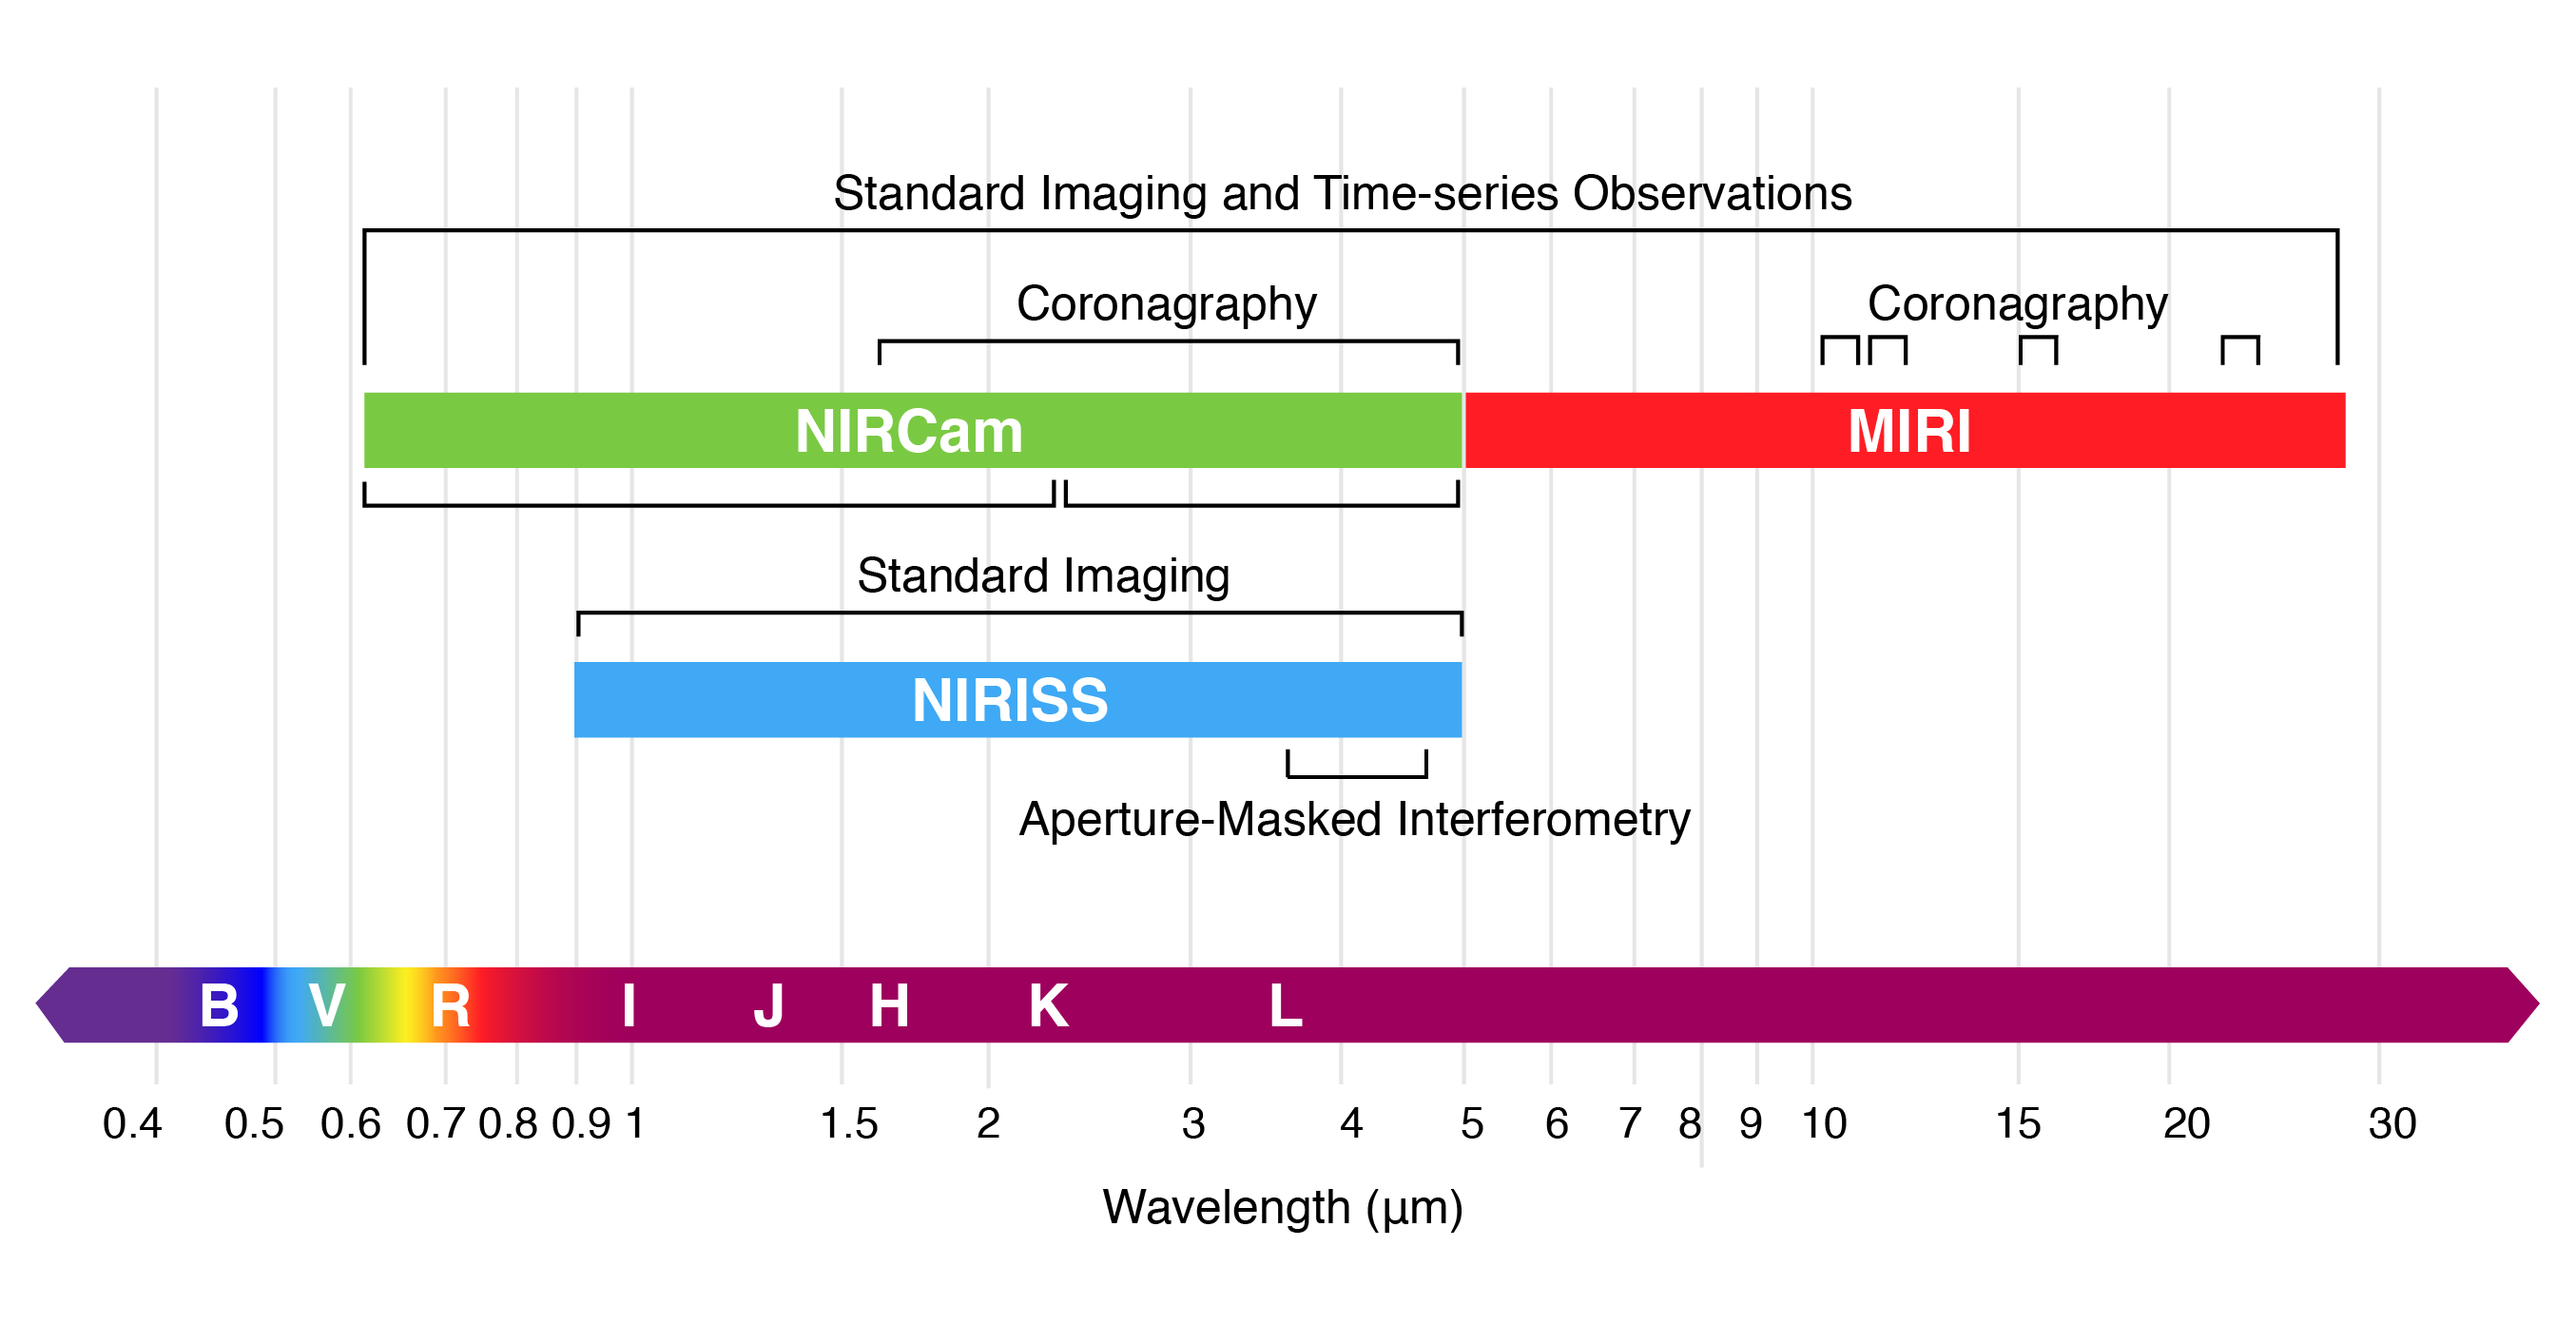 Standard Imaging and Time-series Observations
Coronagraphy Coronagraphy
NIRCam MIRI
Standard Imaging
NIRISS
Aperture-Masked Interferometry
B V R I J H K L
0.4 0.5 0.6 0.7 0.8 0.9 1 1.5 2 3 4 5 6 7 8 9 10 15 20 30
Wavelength (μm)